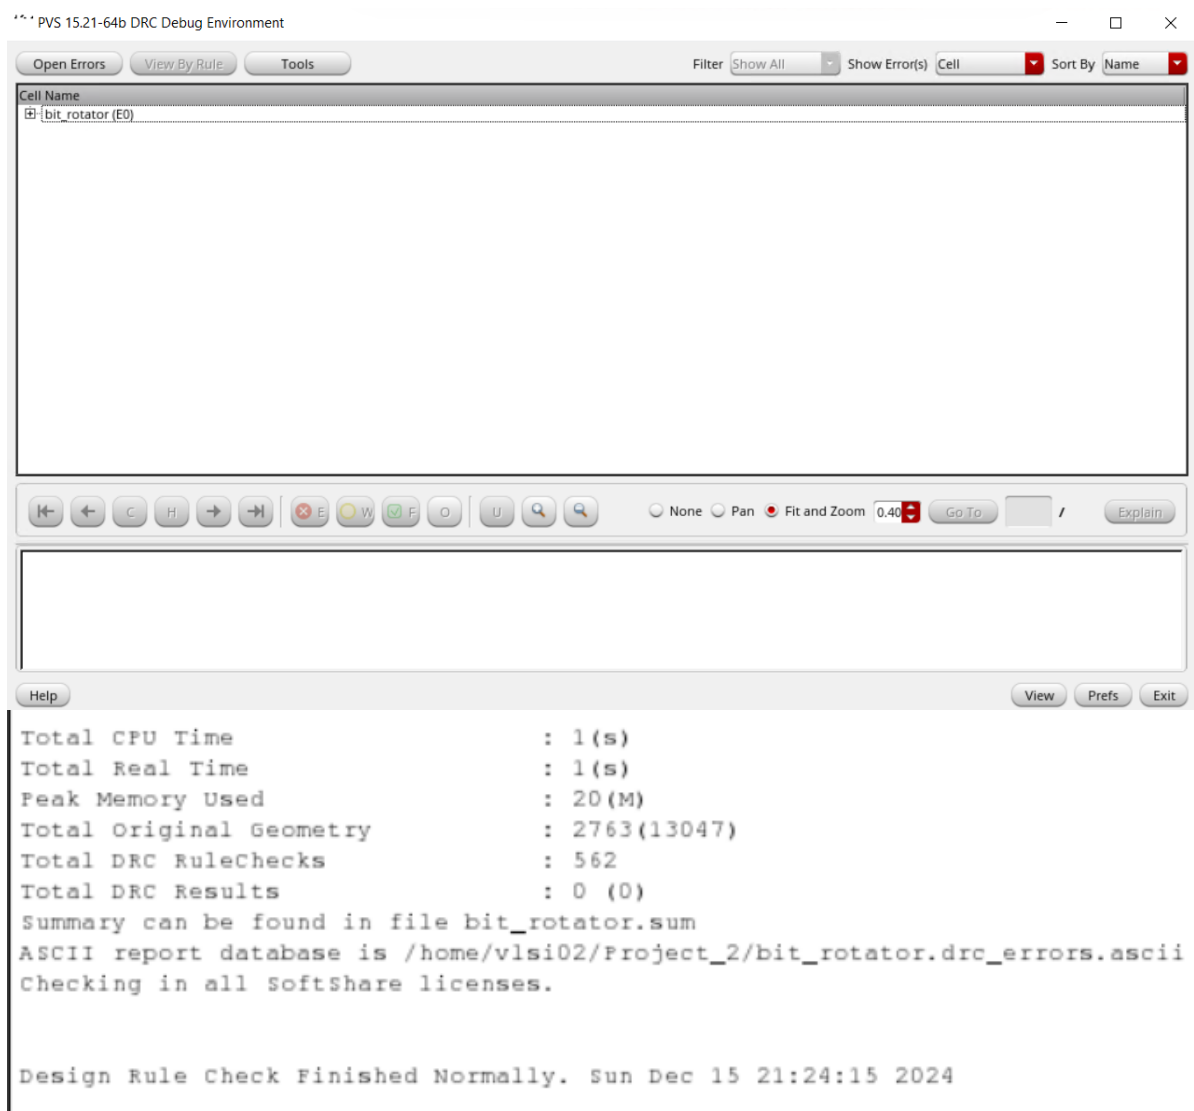 PVS 15.21-64b DRC Debug Environment
Open Errors View By Rule Tools Filter Show All Show Error(s) Cell Sort By Name
Cell Name
bit_rotator (E0)
C H E W F O U None Pan Fit and Zoom 0.40 Go To / Explain
Help View Prefs Exit
Total CPU Time : 1(s)
Total Real Time : 1(s)
Peak Memory Used : 20(M)
Total Original Geometry : 2763(13047)
Total DRC RuleChecks : 562
Total DRC Results : 0 (0)
Summary can be found in file bit_rotator.sum
ASCII report database is /home/vlsi02/Project_2/bit_rotator.drc_errors.ascii
Checking in all SoftShare licenses.
Design Rule Check Finished Normally. Sun Dec 15 21:24:15 2024